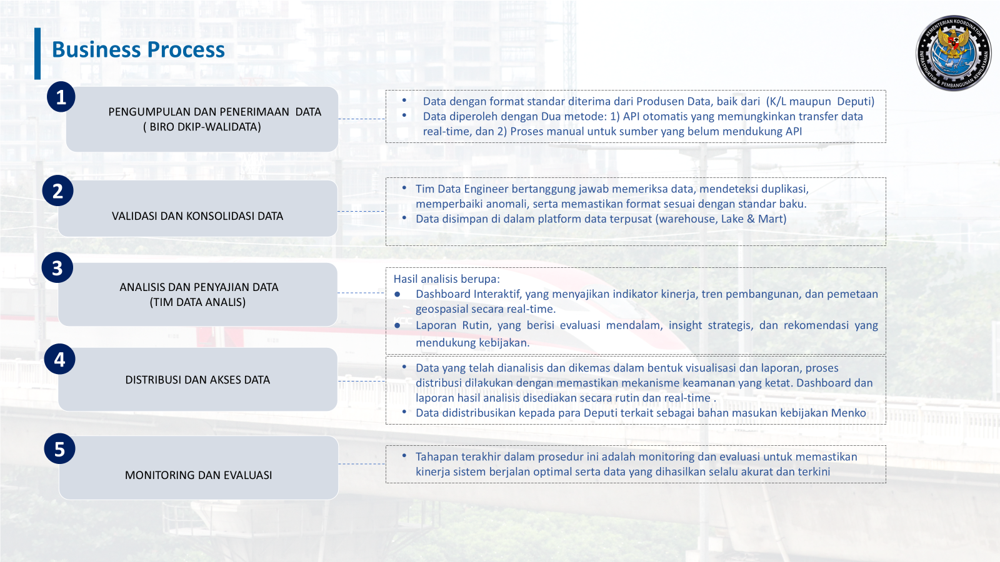 Business Process
KEMENTERIAN KOORDINATOR
INFRASTRUKTUR & PEMBANGUNAN KEWILAYAHAN
1
PENGUMPULAN DAN PENERIMAAN DATA
( BIRO DKIP-WALIDATA)
• Data dengan format standar diterima dari Produsen Data, baik dari (K/L maupun Deputi)
• Data diperoleh dengan Dua metode: 1) API otomatis yang memungkinkan transfer data
real-time, dan 2) Proses manual untuk sumber yang belum mendukung API
2
VALIDASI DAN KONSOLIDASI DATA
• Tim Data Engineer bertanggung jawab memeriksa data, mendeteksi duplikasi,
memperbaiki anomali, serta memastikan format sesuai dengan standar baku.
• Data disimpan di dalam platform data terpusat (warehouse, Lake & Mart)
3
ANALISIS DAN PENYAJIAN DATA
(TIM DATA ANALIS)
Hasil analisis berupa:
● Dashboard Interaktif, yang menyajikan indikator kinerja, tren pembangunan, dan pemetaan
geospasial secara real-time.
● Laporan Rutin, yang berisi evaluasi mendalam, insight strategis, dan rekomendasi yang
mendukung kebijakan.
KCIC
4
DISTRIBUSI DAN AKSES DATA
• Data yang telah dianalisis dan dikemas dalam bentuk visualisasi dan laporan, proses
distribusi dilakukan dengan memastikan mekanisme keamanan yang ketat. Dashboard dan
laporan hasil analisis disediakan secara rutin dan real-time .
• Data didistribusikan kepada para Deputi terkait sebagai bahan masukan kebijakan Menko
5
MONITORING DAN EVALUASI
• Tahapan terakhir dalam prosedur ini adalah monitoring dan evaluasi untuk memastikan
kinerja sistem berjalan optimal serta data yang dihasilkan selalu akurat dan terkini